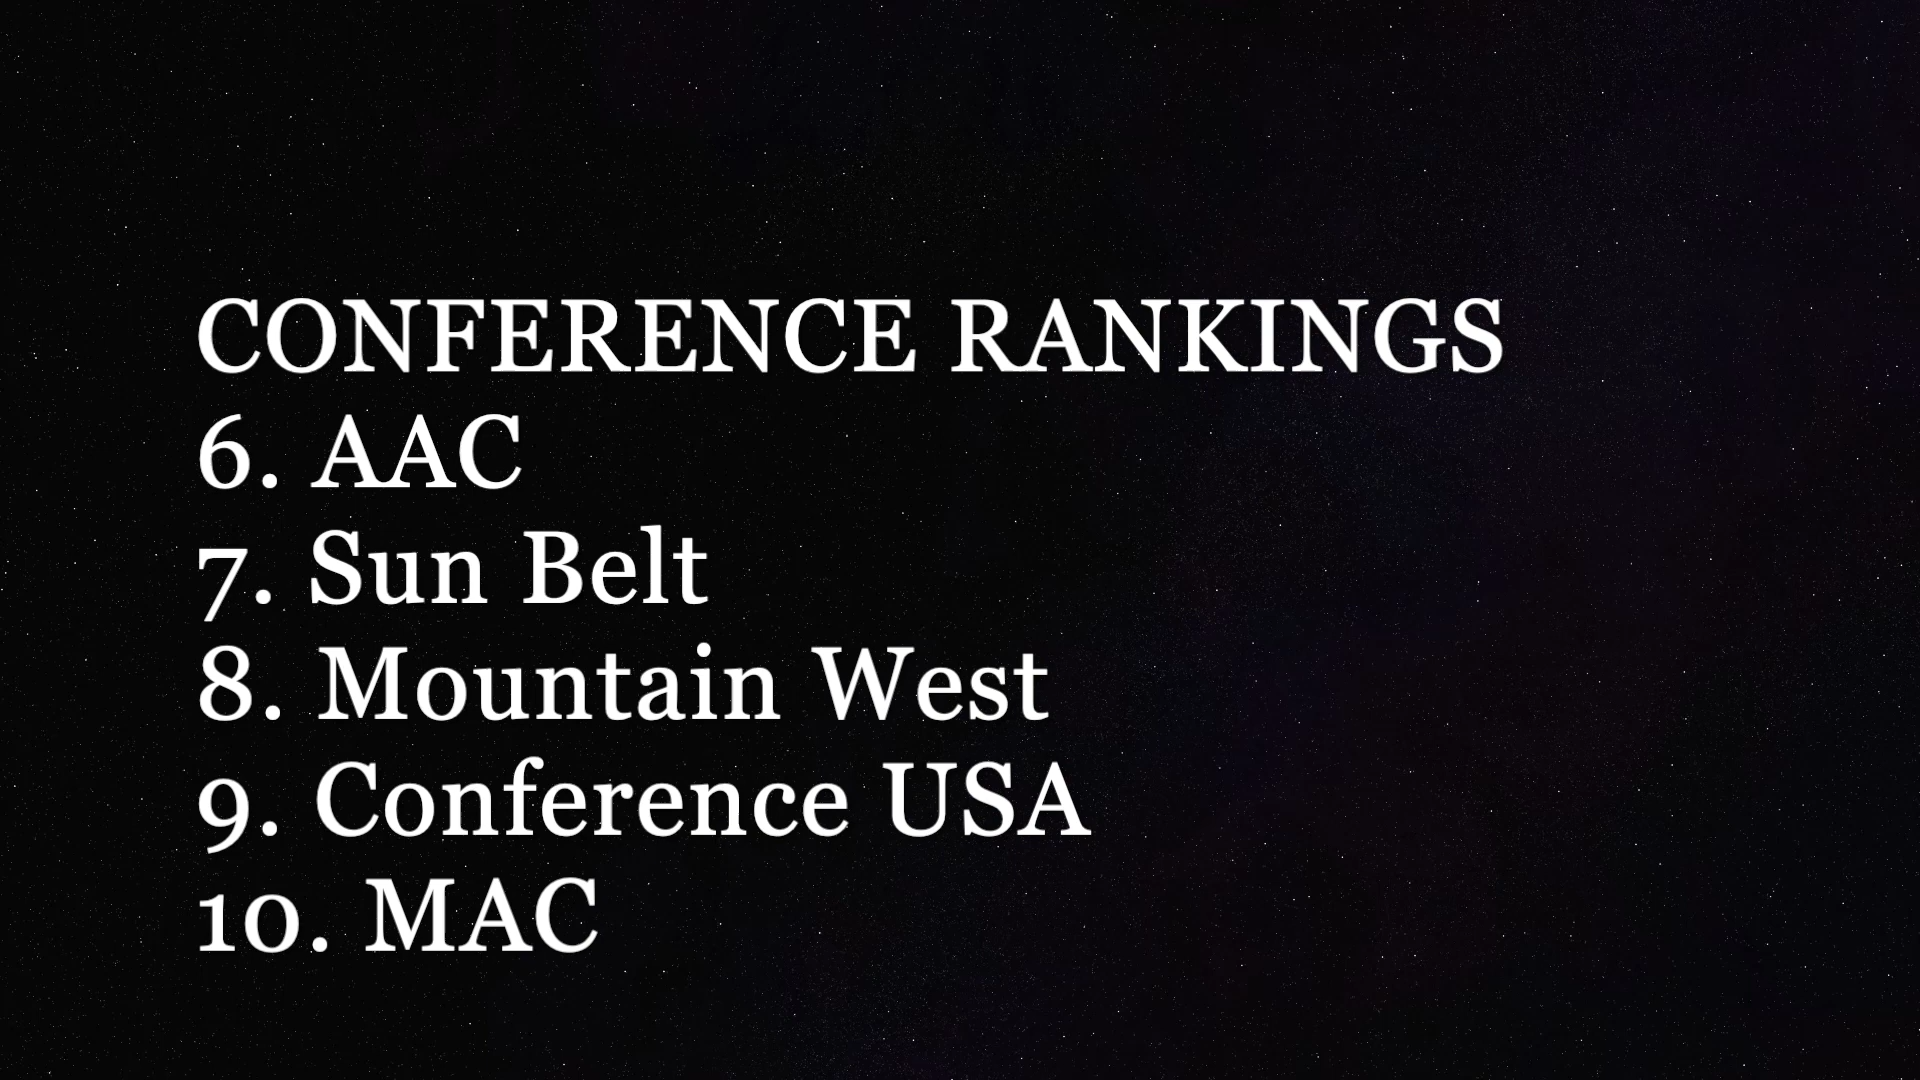 CONFERENCE RANKINGS
6. AAC
7. Sun Belt
8. Mountain West
9. Conference USA
10. MAC